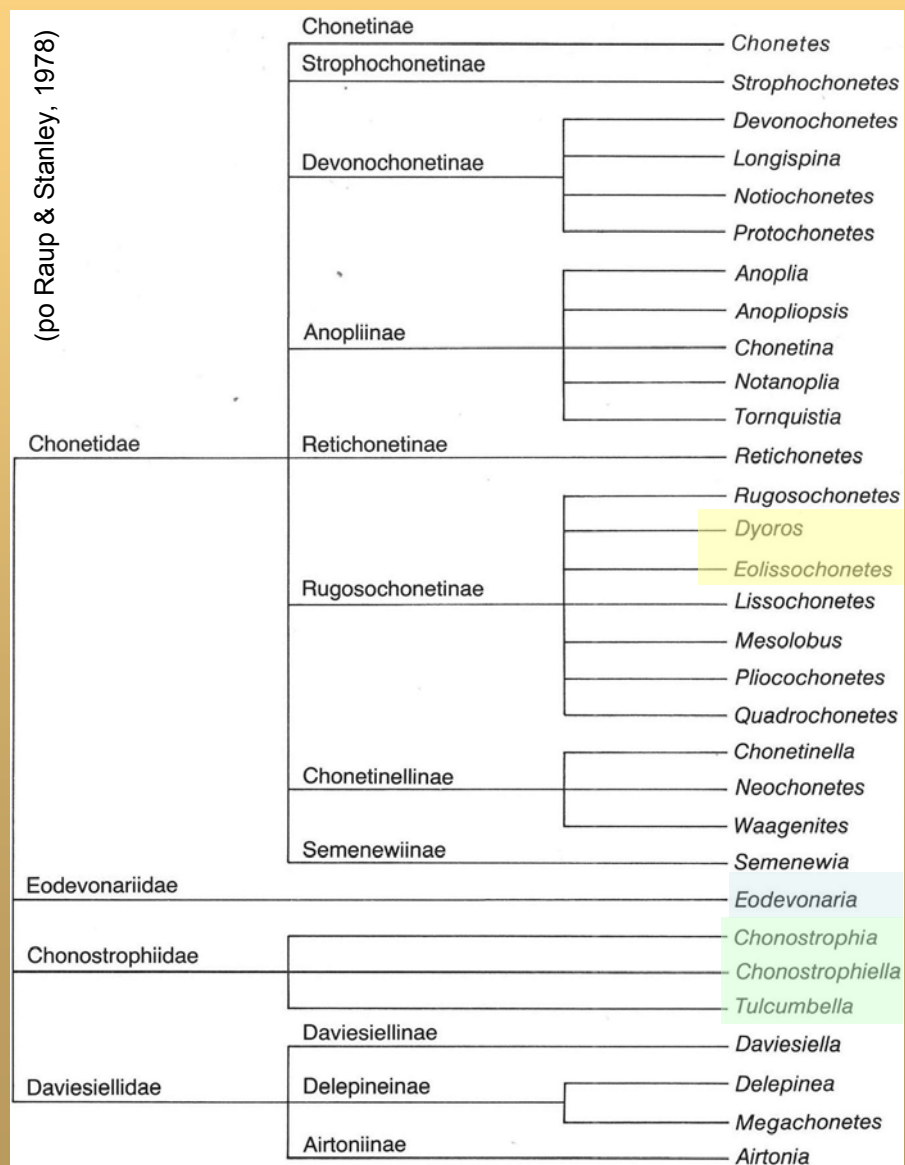 (po Raup & Stanley, 1978)
Chonetinae
Chonetes
Strophochonetinae
Strophochonetes
Devonochonetinae
Devonochonetes
Longispina
Notiochonetes
Protochonetes
Anopliinae
Anoplia
Anopliopsis
Chonetina
Notanoplia
Tornquistia
Chonetidae
Retichonetinae
Retichonetes
Rugosochonetinae
Rugosochonetes
Dyoros
Eolissochonetes
Lissochonetes
Mesolobus
Pliocochonetes
Quadrochonetes
Chonetinellinae
Chonetinella
Neochonetes
Waagenites
Semenewiinae
Semenewia
Eodevonariidae
Eodevonaria
Chonostrophiidae
Chonostrophia
Chonostrophiella
Tulcumbella
Daviesiellidae
Daviesiellinae
Daviesiella
Delepineinae
Delepinea
Megachonetes
Airtoniinae
Airtonia